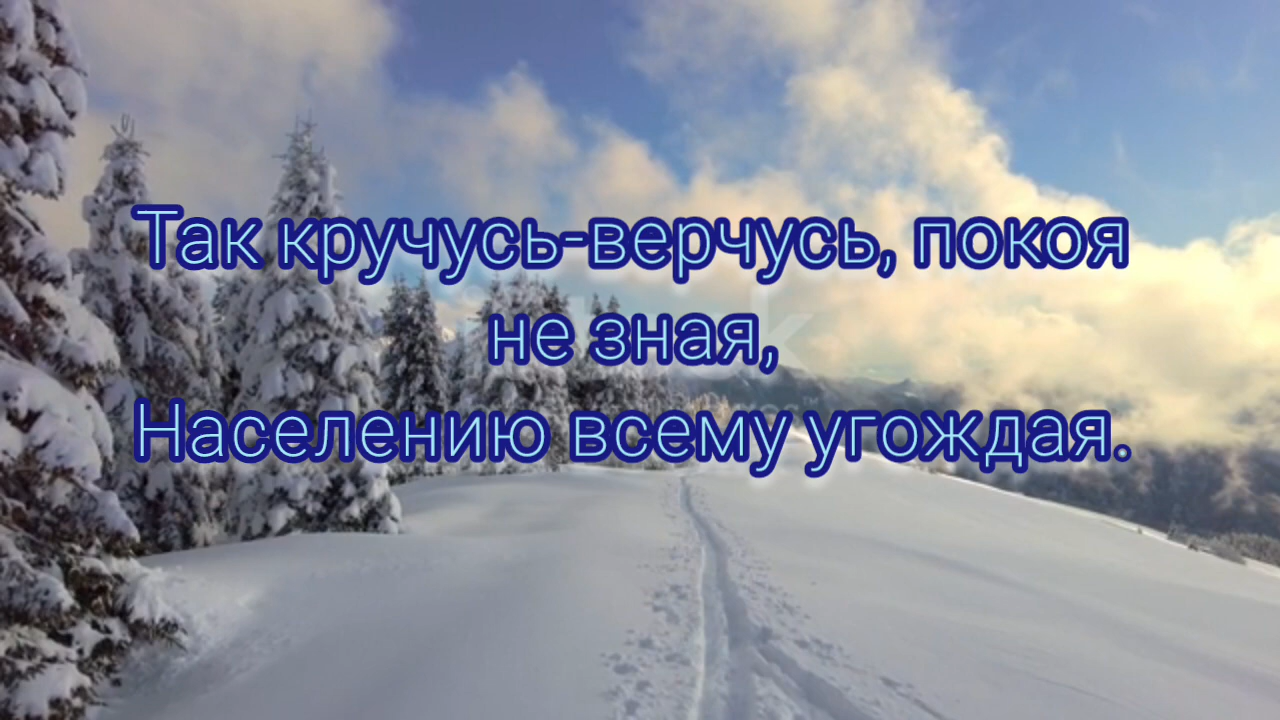 Так кручусь-верчусь, покоя
не зная,
Населению всему угождая.